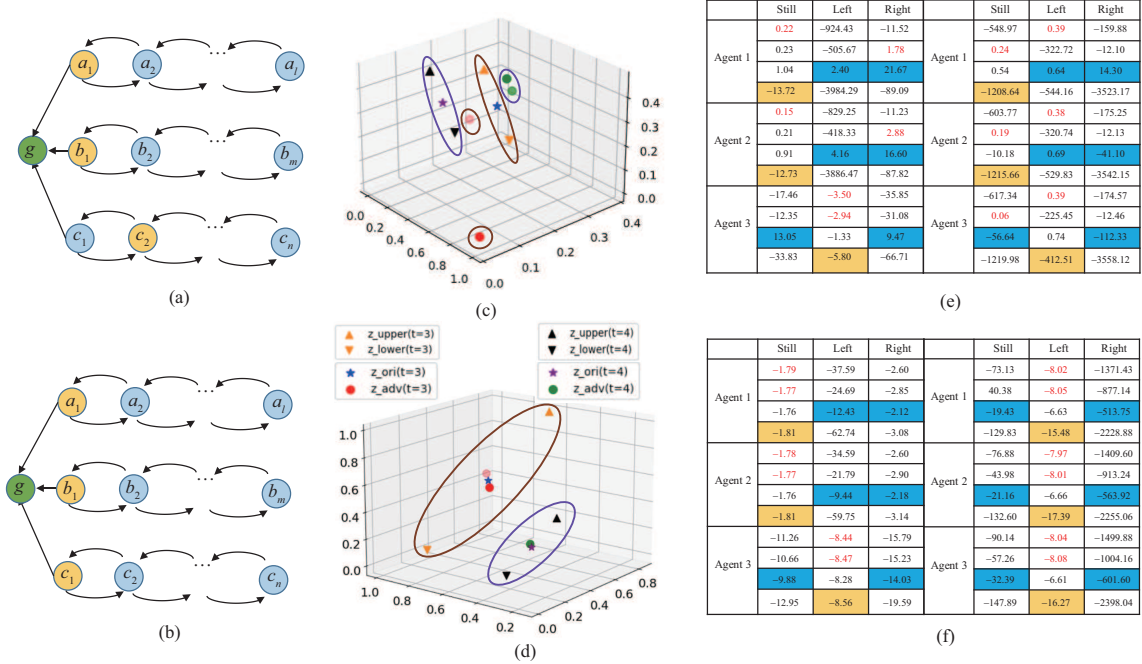 a1 a2 ... al
g b1 b2 ... bm
c1 c2 ... cn
(a)
a1 a2 ... al
g b1 b2 ... bm
c1 c2 ... cn
(b)
0.4
0.3
0.2
0.1
0.0
0.0 0.2 0.4 0.6 0.8 1.0
0.0 0.1 0.2 0.3 0.4
(c)
z_upper(t=3)
z_lower(t=3)
z_ori(t=3)
z_adv(t=3)
z_upper(t=4)
z_lower(t=4)
z_ori(t=4)
z_adv(t=4)
1.0
0.8
0.6
0.4
0.2
0.0
1.0 0.8 0.6 0.4 0.2
0.0 0.2 0.4 0.6 0.8
(d)
Still Left Right Still Left Right
Agent 1 0.22 −924.43 −11.52 Agent 1 −548.97 0.39 −159.88
0.23 −505.67 1.78 0.24 −322.72 −12.10
1.04 2.40 21.67 0.54 0.64 14.30
−13.72 −3984.29 −89.09 −1208.64 −544.16 −3523.17
Agent 2 0.15 −829.25 −11.23 Agent 2 −603.77 0.38 −175.25
0.21 −418.33 2.88 0.19 −320.74 −12.13
0.91 4.16 16.60 −10.18 0.69 −41.10
−12.73 −3886.47 −87.82 −1215.66 −529.83 −3542.15
Agent 3 −17.46 −3.50 −35.85 Agent 3 −617.34 0.39 −174.57
−12.35 −2.94 −31.08 0.06 −225.45 −12.46
13.05 −1.33 9.47 −56.64 0.74 −112.33
−33.83 −5.80 −66.71 −1219.98 −412.51 −3558.12
(e)
Still Left Right Still Left Right
Agent 1 −1.79 −37.59 −2.60 Agent 1 −73.13 −8.02 −1371.43
−1.77 −24.69 −2.85 40.38 −8.05 −877.14
−1.76 −12.43 −2.12 −19.43 −6.63 −513.75
−1.81 −62.74 −3.08 −129.83 −15.48 −2228.88
Agent 2 −1.78 −34.59 −2.60 Agent 2 −76.88 −7.97 −1409.60
−1.77 −21.79 −2.90 −43.98 −8.01 −913.24
−1.76 −9.44 −2.18 −21.16 −6.66 −563.92
−1.81 −59.75 −3.14 −132.60 −17.39 −2255.06
Agent 3 −11.26 −8.44 −15.79 Agent 3 −90.14 −8.04 −1499.88
−10.66 −8.47 −15.23 −57.26 −8.08 −1004.16
−9.88 −8.28 −14.03 −32.39 −6.61 −601.60
−12.95 −8.56 −19.59 −147.89 −16.27 −2398.04
(f)